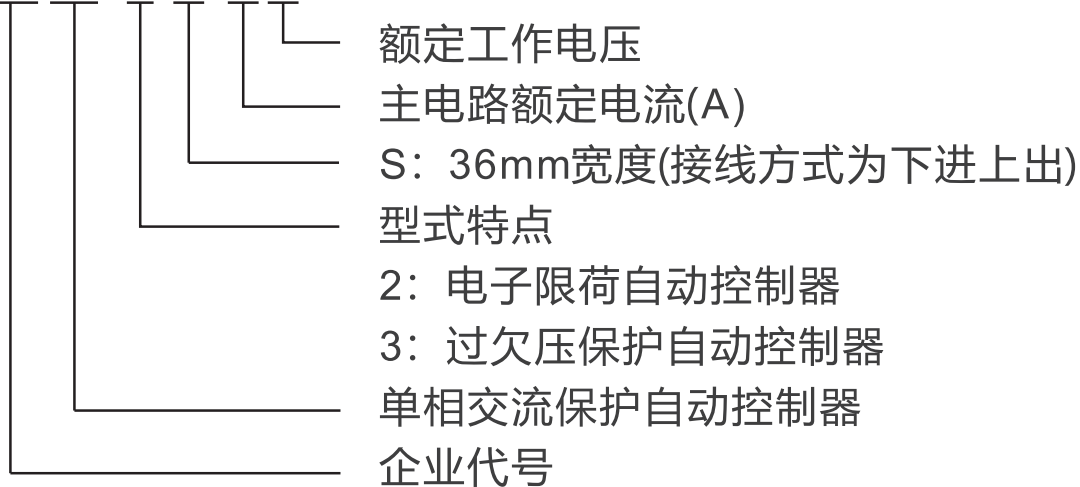 额定工作电压
主电路额定电流(A)
S：36mm宽度(接线方式为下进上出)
型式特点
2：电子限荷自动控制器
3：过欠压保护自动控制器
单相交流保护自动控制器
企业代号